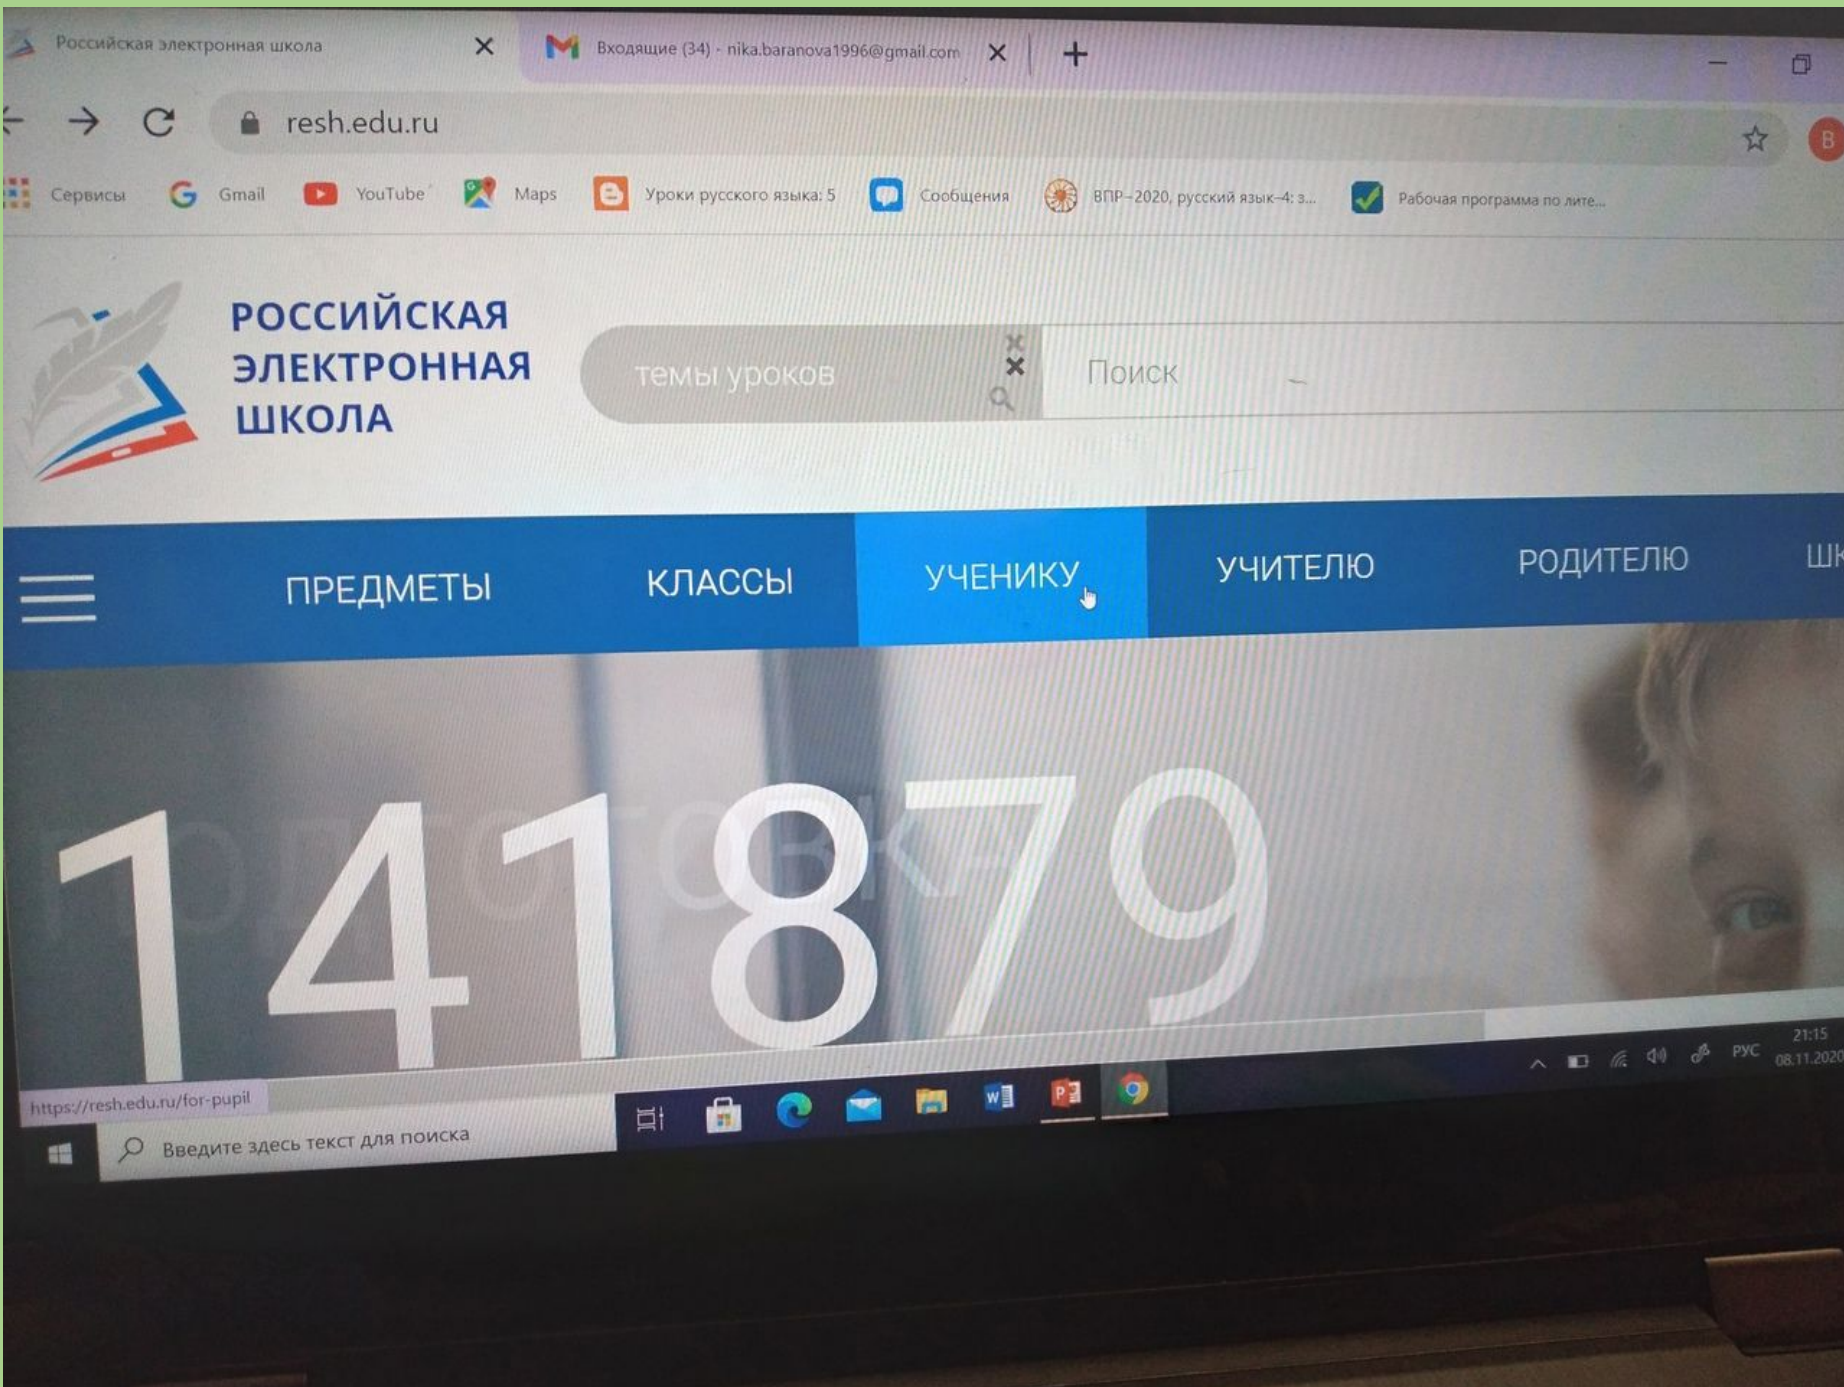 Российская электронная школа
Входящие (34) - nika.baranova1996@gmail.com
resh.edu.ru
В
Сервисы
Gmail
YouTube
Maps
Уроки русского языка: 5
Сообщения
ВПР–2020, русский язык–4: з...
Рабочая программа по лите...
РОССИЙСКАЯ
ЭЛЕКТРОННАЯ
ШКОЛА
темы уроков
Поиск
ПРЕДМЕТЫ
КЛАССЫ
УЧЕНИКУ
УЧИТЕЛЮ
РОДИТЕЛЮ
ШК
ПОДГОТОВКА
141879
https://resh.edu.ru/for-pupil
Введите здесь текст для поиска
РУС
21:15
08.11.2020